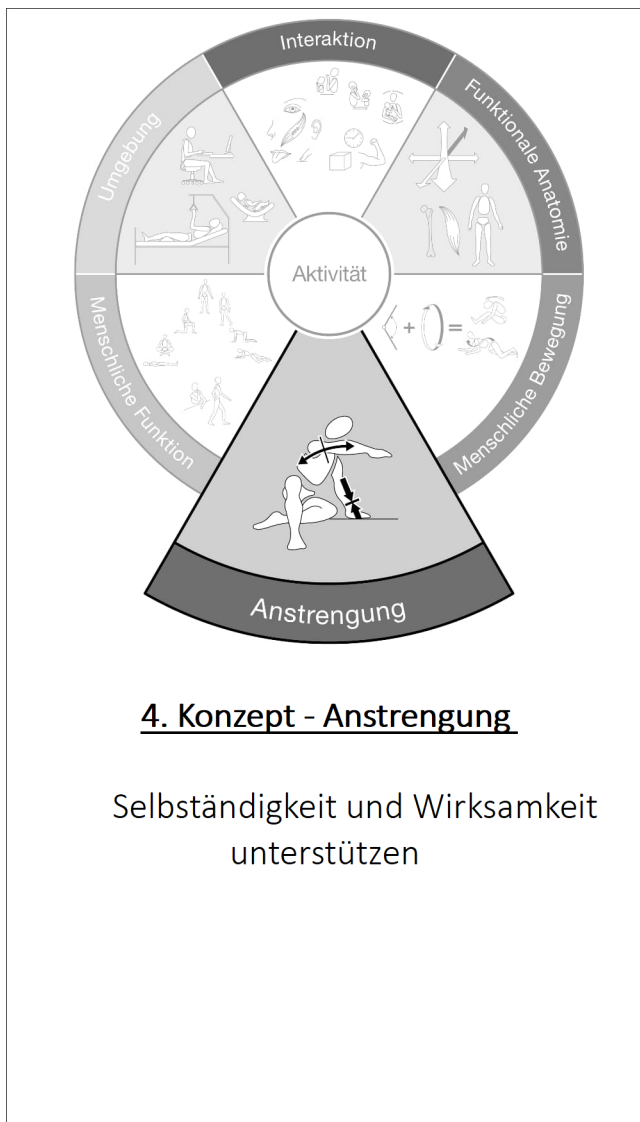 Interaktion
Funktionale Anatomie
Menschliche Bewegung
Anstrengung
Menschliche Funktion
Umgebung
Aktivität
+ =
4. Konzept - Anstrengung
Selbständigkeit und Wirksamkeit
unterstützen